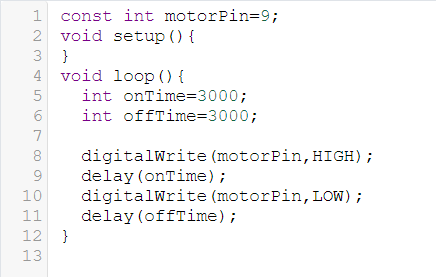 1 const int motorPin=9;
2 void setup(){
3 }
4 void loop(){
5   int onTime=3000;
6   int offTime=3000;
7
8   digitalWrite(motorPin,HIGH);
9   delay(onTime);
10   digitalWrite(motorPin,LOW);
11   delay(offTime);
12 }
13